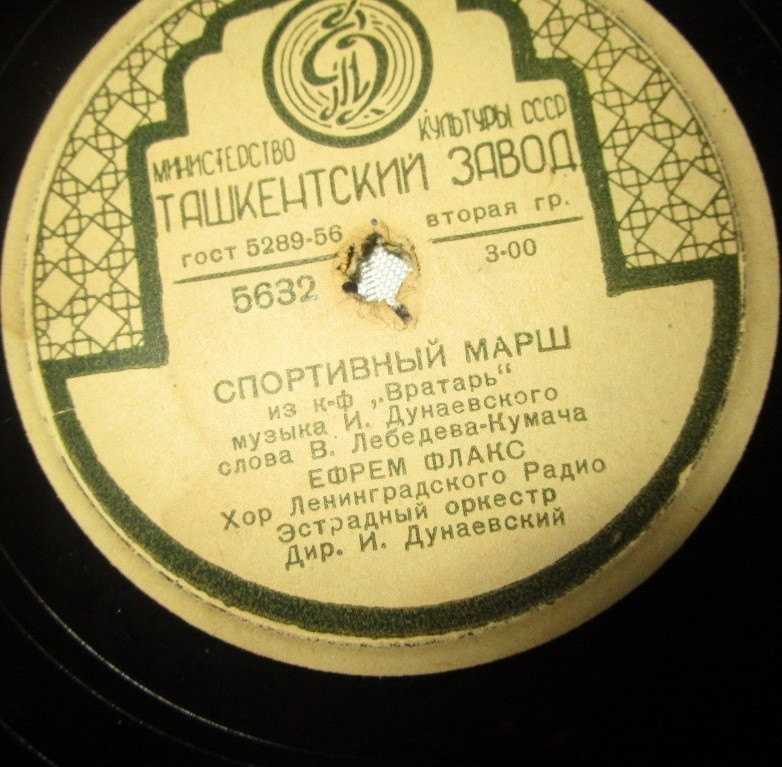 МИНИСТЕРСТВО КУЛЬТУРЫ СССР
ТАШКЕНТСКИЙ ЗАВОД
гост 5289-56 вторая гр.
5632 3-00
СПОРТИВНЫЙ МАРШ
из к-ф „Вратарь“
музыка И. Дунаевского
слова В. Лебедева-Кумача
ЕФРЕМ ФЛАКС
Хор Ленинградского Радио
Эстрадный оркестр
Дир. И. Дунаевский